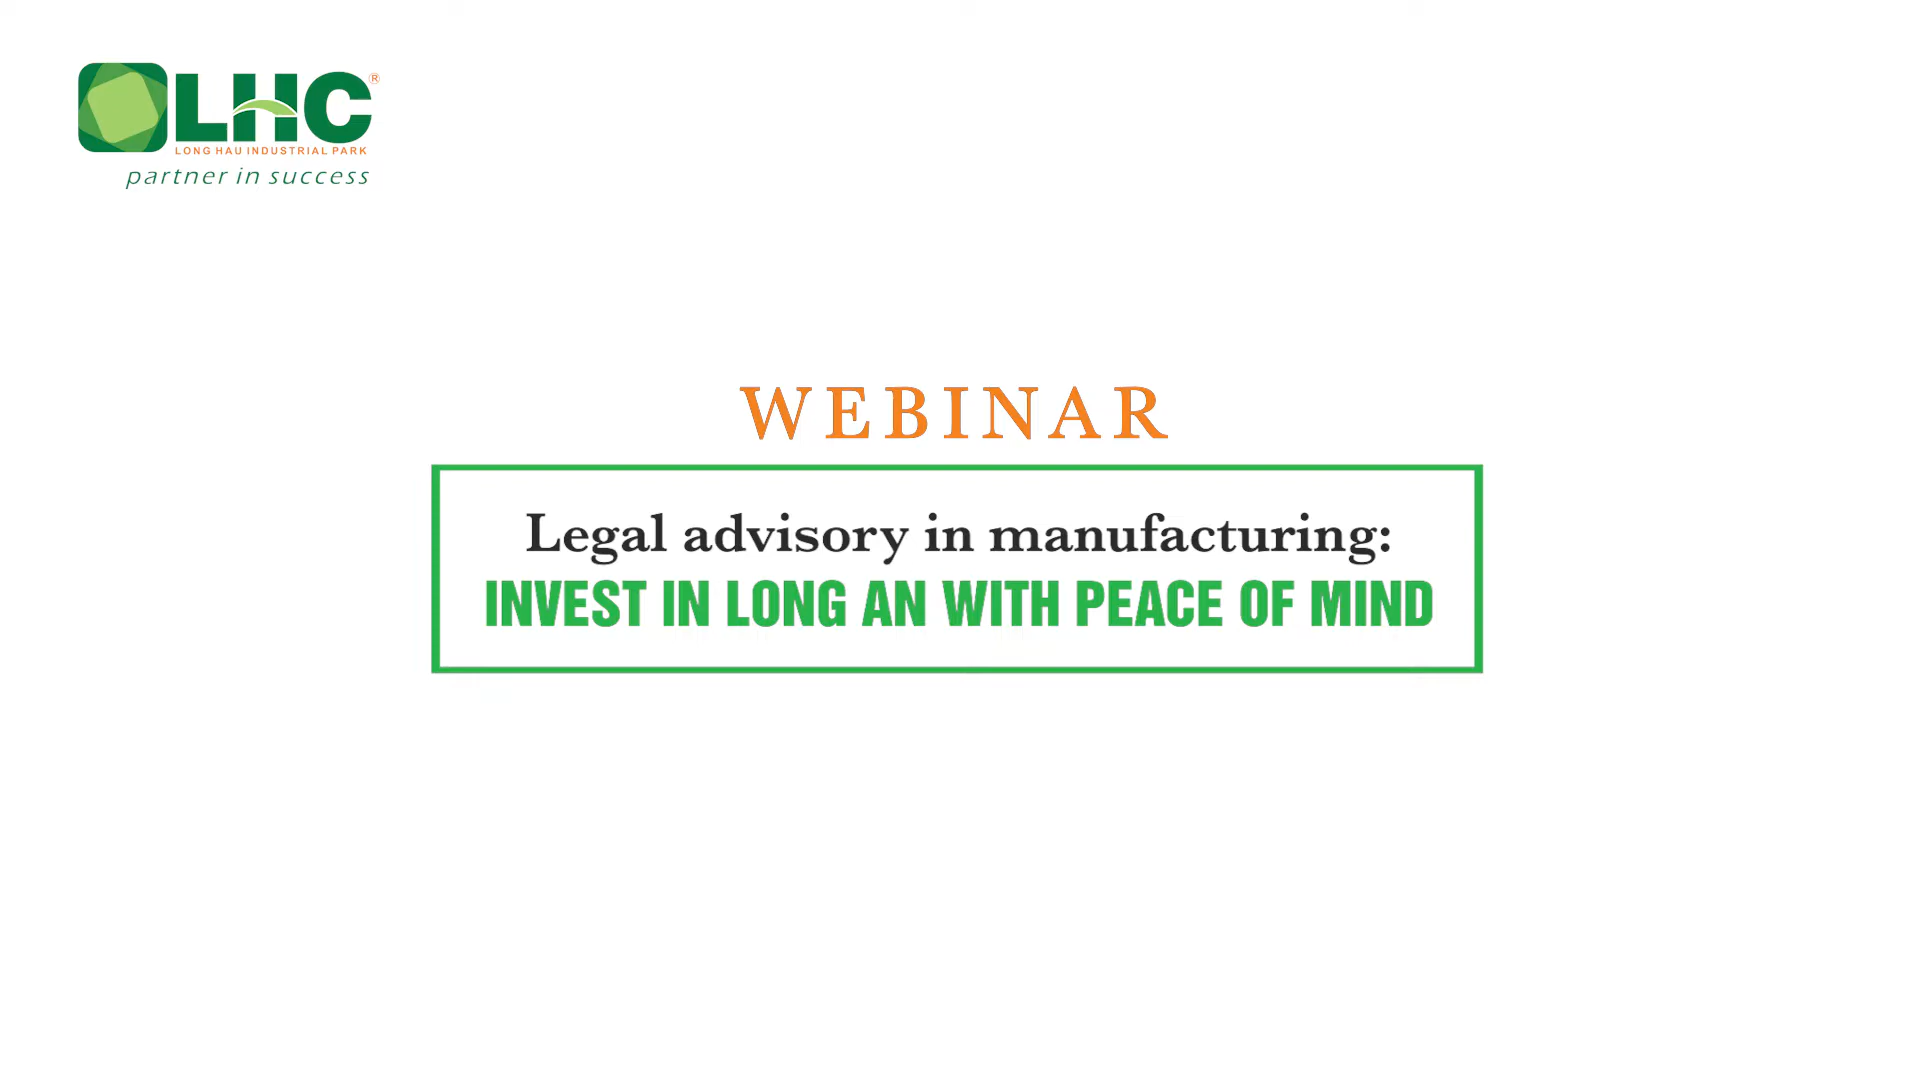 LHC®
LONG HAU INDUSTRIAL PARK
partner in success
WEBINAR
Legal advisory in manufacturing:
INVEST IN LONG AN WITH PEACE OF MIND